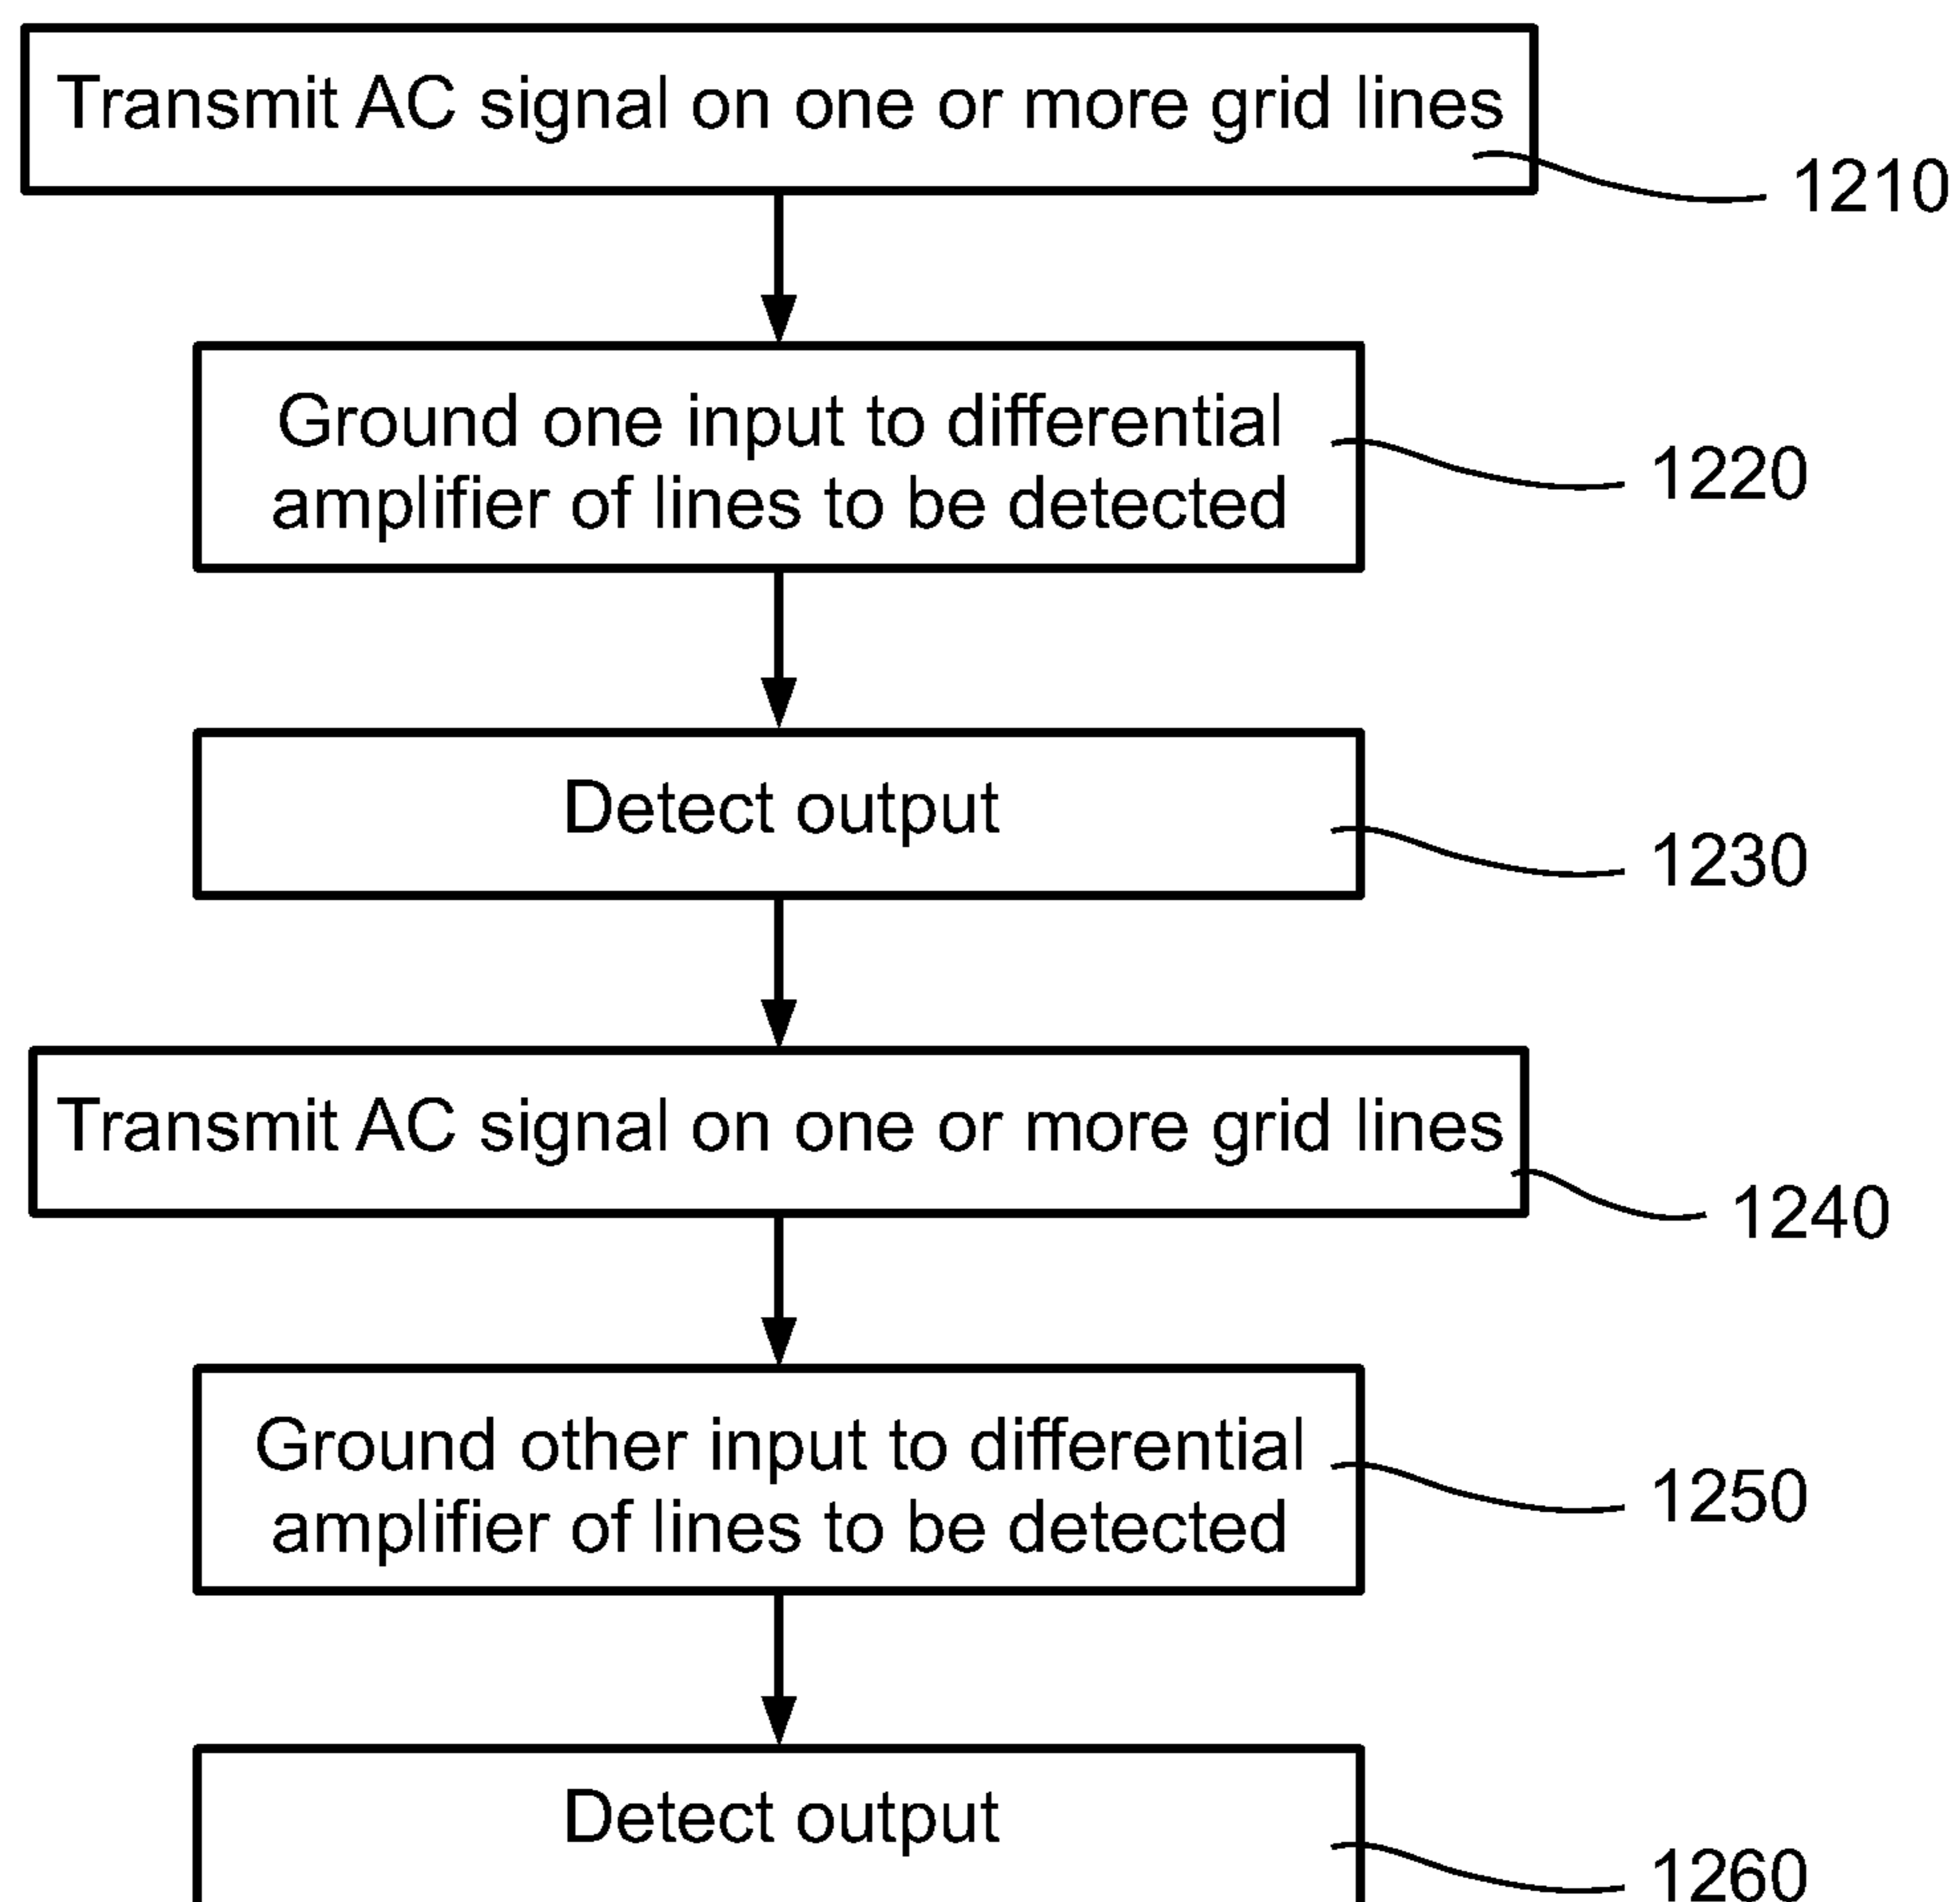 Transmit AC signal on one or more grid lines
1210
Ground one input to differential
amplifier of lines to be detected
1220
Detect output
1230
Transmit AC signal on one or more grid lines
1240
Ground other input to differential
amplifier of lines to be detected
1250
Detect output
1260